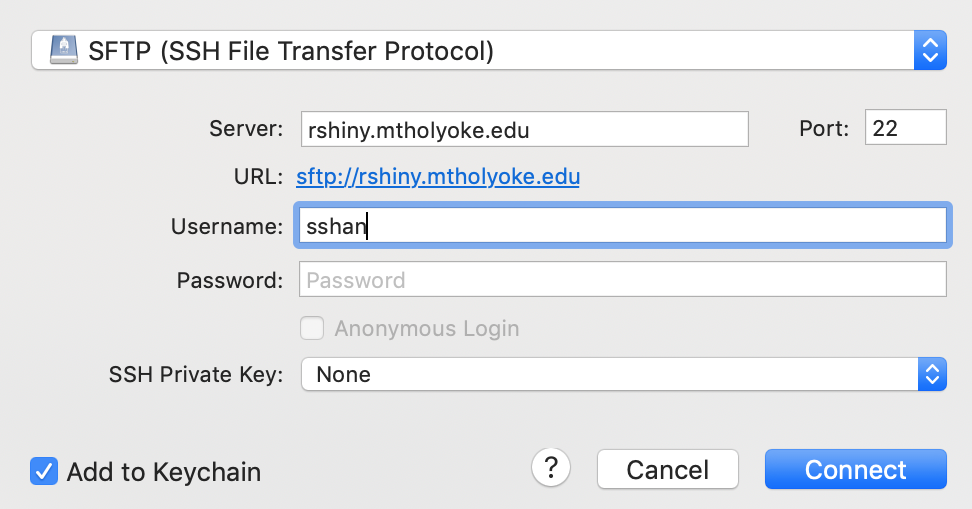 SFTP (SSH File Transfer Protocol)
Server: rshiny.mtholyoke.edu Port: 22
URL: sftp://rshiny.mtholyoke.edu
Username: sshan
Password: Password
Anonymous Login
SSH Private Key: None
Add to Keychain ? Cancel Connect